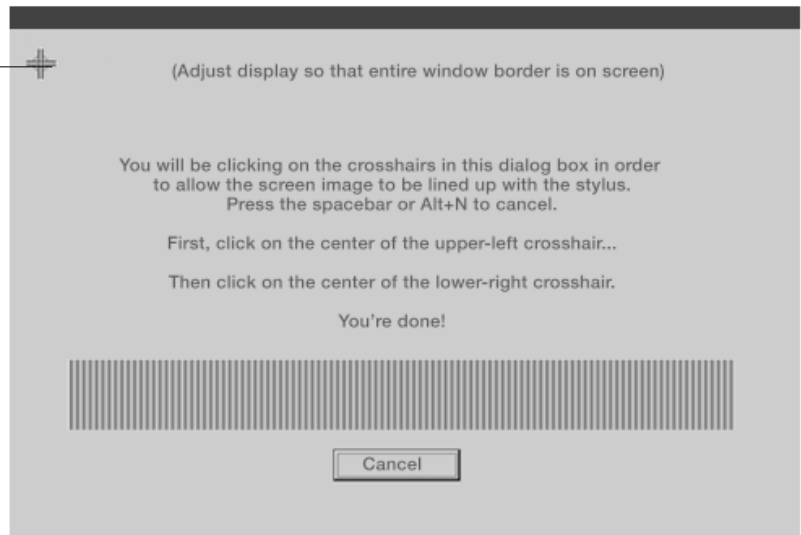 (Adjust display so that entire window border is on screen)
You will be clicking on the crosshairs in this dialog box in order
to allow the screen image to be lined up with the stylus.
Press the spacebar or Alt+N to cancel.
First, click on the center of the upper-left crosshair...
Then click on the center of the lower-right crosshair.
You're done!
Cancel